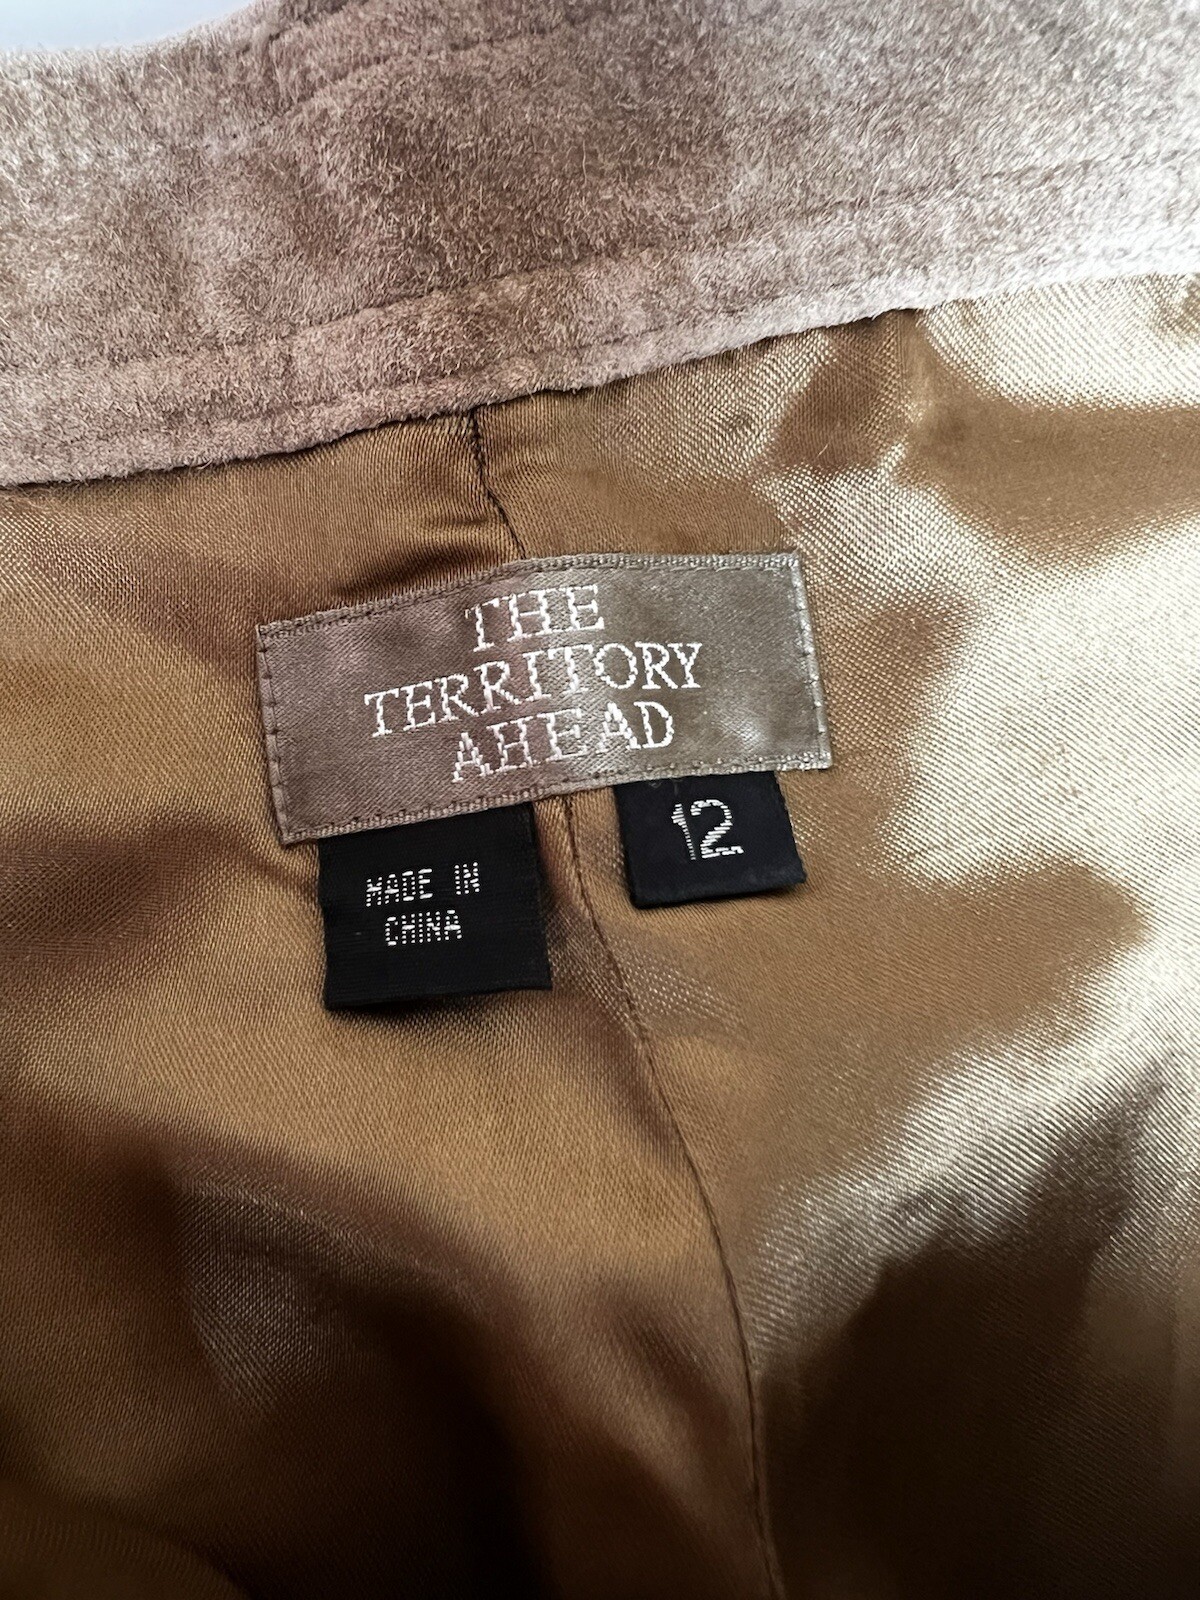 THE
TERRITORY
AHEAD
12
MADE IN
CHINA